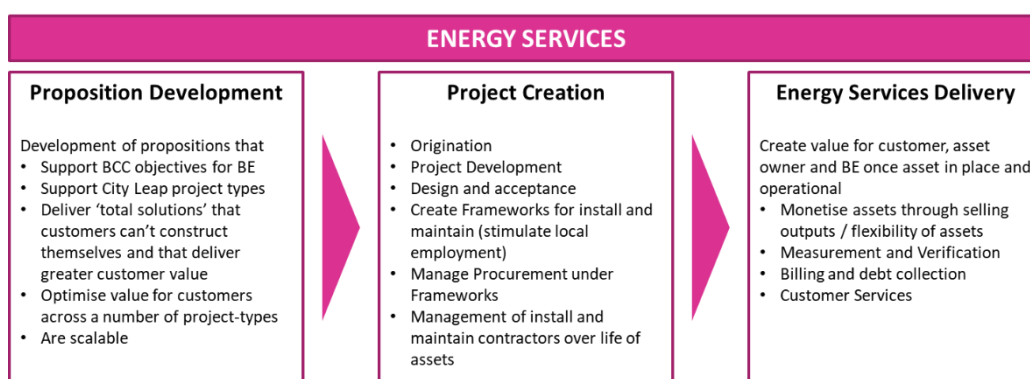 ENERGY SERVICES
Proposition Development
Development of propositions that
• Support BCC objectives for BE
• Support City Leap project types
• Deliver ‘total solutions’ that
customers can’t construct
themselves and that deliver
greater customer value
• Optimise value for customers
across a number of project-types
• Are scalable
Project Creation
• Origination
• Project Development
• Design and acceptance
• Create Frameworks for install and
maintain (stimulate local
employment)
• Manage Procurement under
Frameworks
• Management of install and
maintain contractors over life of
assets
Energy Services Delivery
Create value for customer, asset
owner and BE once asset in place and
operational
• Monetise assets through selling
outputs / flexibility of assets
• Measurement and Verification
• Billing and debt collection
• Customer Services